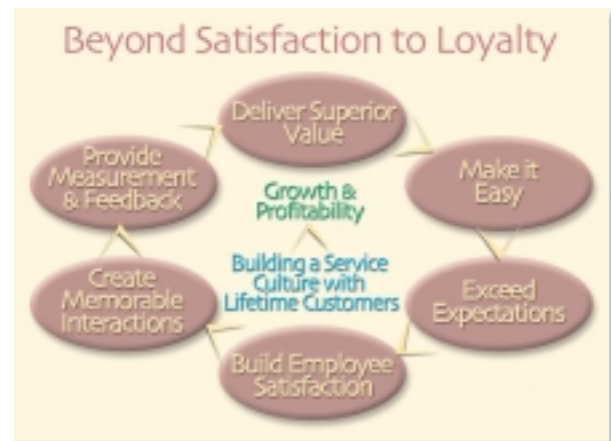 Beyond Satisfaction to Loyalty
Deliver Superior
Value
Make it
Easy
Exceed
Expectations
Build Employee
Satisfaction
Create
Memorable
Interactions
Provide
Measurement
& Feedback
Growth &
Profitability
Building a Service
Culture with
Lifetime Customers